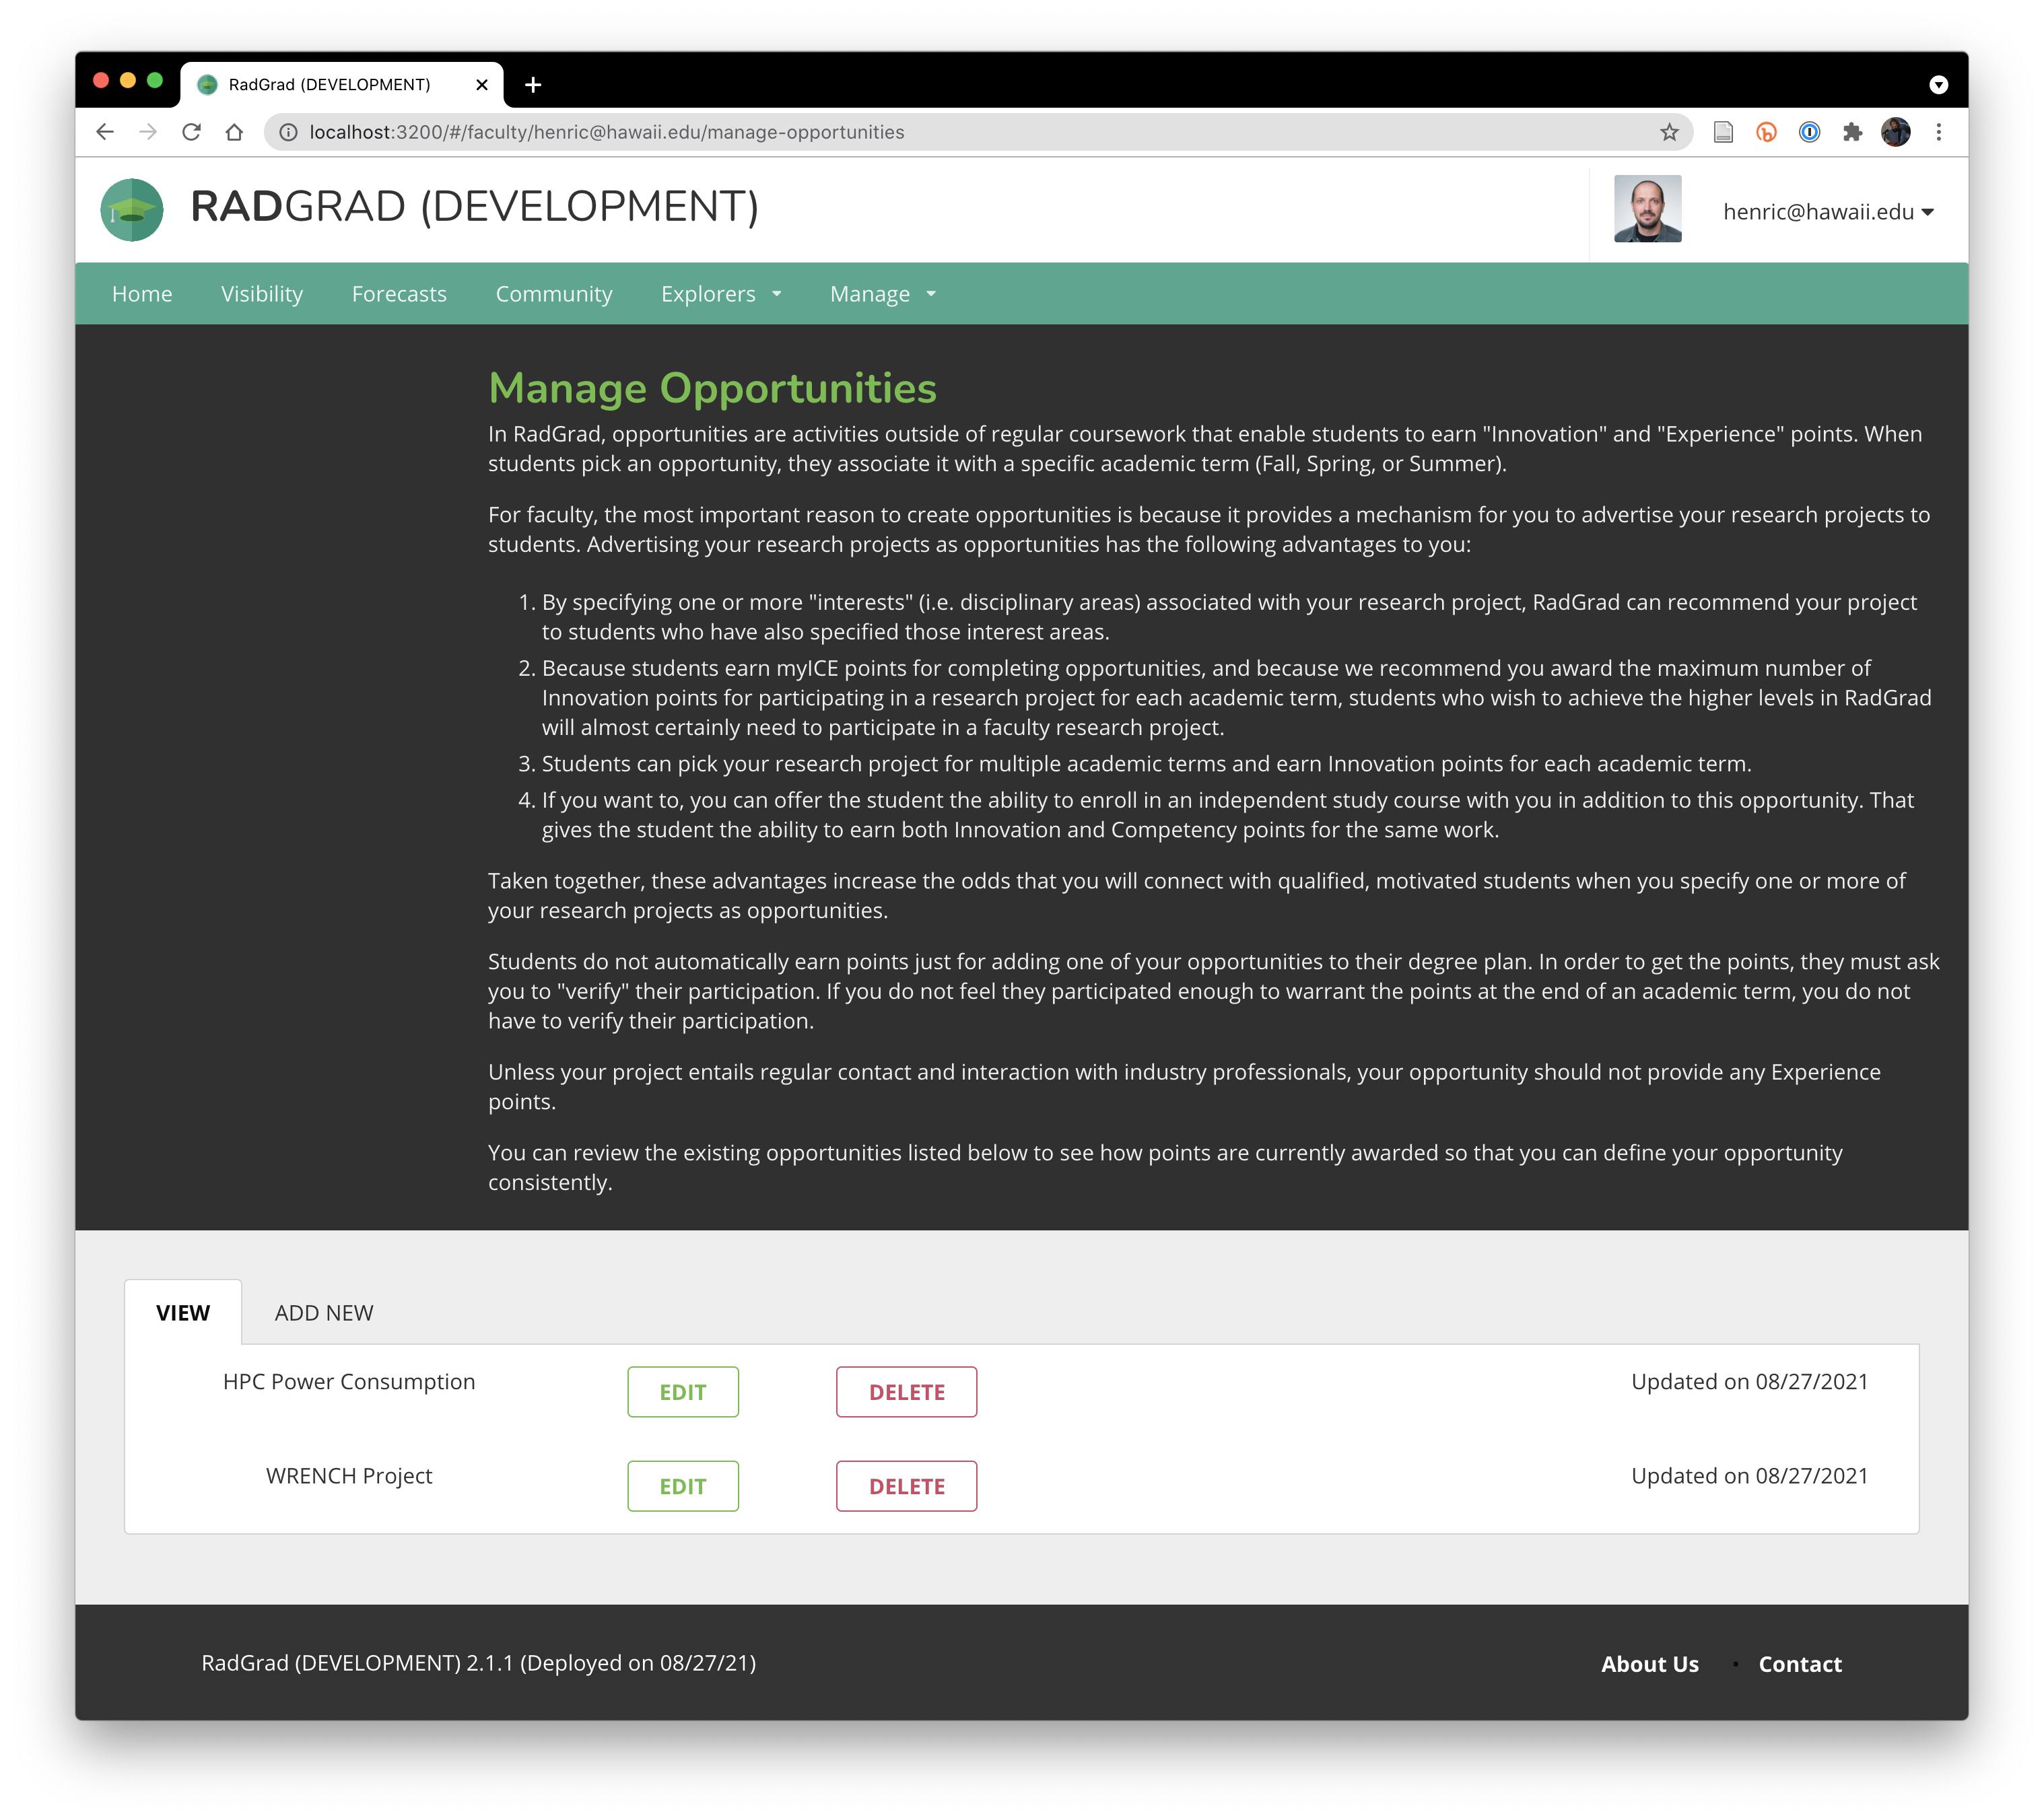 RadGrad (DEVELOPMENT)
localhost:3200/#/faculty/henric@hawaii.edu/manage-opportunities
RADGRAD (DEVELOPMENT)
henric@hawaii.edu
Home Visibility Forecasts Community Explorers Manage
Manage Opportunities
In RadGrad, opportunities are activities outside of regular coursework that enable students to earn "Innovation" and "Experience" points. When
students pick an opportunity, they associate it with a specific academic term (Fall, Spring, or Summer).
For faculty, the most important reason to create opportunities is because it provides a mechanism for you to advertise your research projects to
students. Advertising your research projects as opportunities has the following advantages to you:
1. By specifying one or more "interests" (i.e. disciplinary areas) associated with your research project, RadGrad can recommend your project
to students who have also specified those interest areas.
2. Because students earn myICE points for completing opportunities, and because we recommend you award the maximum number of
Innovation points for participating in a research project for each academic term, students who wish to achieve the higher levels in RadGrad
will almost certainly need to participate in a faculty research project.
3. Students can pick your research project for multiple academic terms and earn Innovation points for each academic term.
4. If you want to, you can offer the student the ability to enroll in an independent study course with you in addition to this opportunity. That
gives the student the ability to earn both Innovation and Competency points for the same work.
Taken together, these advantages increase the odds that you will connect with qualified, motivated students when you specify one or more of
your research projects as opportunities.
Students do not automatically earn points just for adding one of your opportunities to their degree plan. In order to get the points, they must ask
you to "verify" their participation. If you do not feel they participated enough to warrant the points at the end of an academic term, you do not
have to verify their participation.
Unless your project entails regular contact and interaction with industry professionals, your opportunity should not provide any Experience
points.
You can review the existing opportunities listed below to see how points are currently awarded so that you can define your opportunity
consistently.
VIEW ADD NEW
HPC Power Consumption EDIT DELETE Updated on 08/27/2021
WRENCH Project EDIT DELETE Updated on 08/27/2021
RadGrad (DEVELOPMENT) 2.1.1 (Deployed on 08/27/21) About Us · Contact